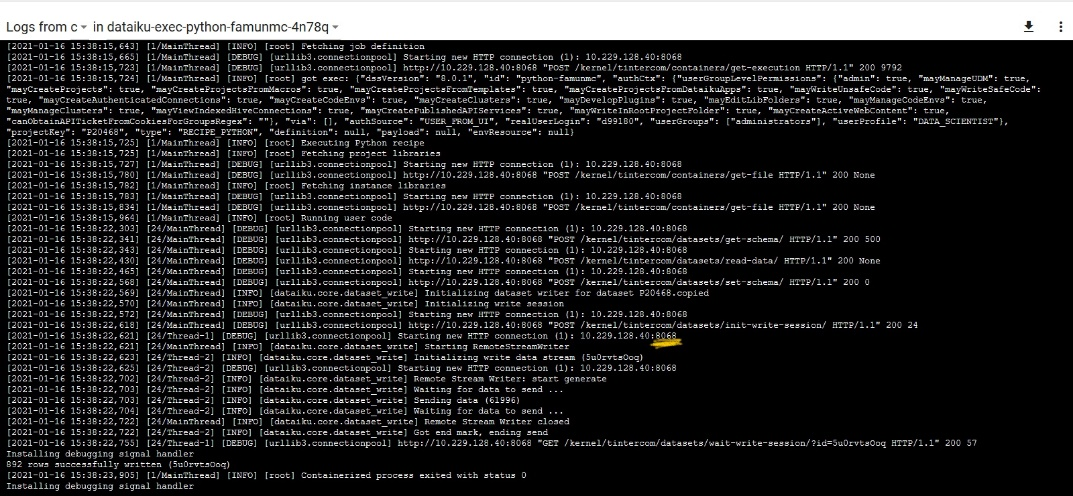 Logs from c in dataiku-exec-python-famunmc-4n78q
[2021-01-16 15:38:15,643] [1/MainThread] [INFO] [root] Fetching job definition
[2021-01-16 15:38:15,665] [1/MainThread] [DEBUG] [urllib3.connectionpool] Starting new HTTP connection (1): 10.229.128.40:8068
[2021-01-16 15:38:15,723] [1/MainThread] [DEBUG] [urllib3.connectionpool] http://10.229.128.40:8068 "POST /kernel/tintercom/containers/get-execution HTTP/1.1" 200 9792
[2021-01-16 15:38:15,724] [1/MainThread] [INFO] [root] got exec: {"dssVersion": "8.0.1", "id": "python-famunmc", "authCtx": {"userGroupLevelPermissions": {"admin": true, "mayManageUDM": true,
"mayCreateProjects": true, "mayCreateProjectsFromMacros": true, "mayCreateProjectsFromTemplates": true, "mayCreateProjectsFromDataikuApps": true, "mayWriteUnsafeCode": true, "mayWriteSafeCode":
true, "mayCreateAuthenticatedConnections": true, "mayCreateCodeEnvs": true, "mayCreateClusters": true, "mayDevelopPlugins": true, "mayEditLibFolders": true, "mayManageCodeEnvs": true,
"mayManageClusters": true, "mayViewIndexedHiveConnections": true, "mayCreatePublishedAPIServices": true, "mayWriteInRootProjectFolder": true, "mayCreateActiveWebContent": true,
"canObtainAPITicketFromCookiesForGroupsRegex": ""}, "via": [], "authSource": "USER_FROM_UI", "realUserLogin": "d99180", "userGroups": ["administrators"], "userProfile": "DATA_SCIENTIST"},
"projectKey": "P20468", "type": "RECIPE_PYTHON", "definition": null, "payload": null, "envResource": null}
[2021-01-16 15:38:15,725] [1/MainThread] [INFO] [root] Executing Python recipe
[2021-01-16 15:38:15,725] [1/MainThread] [INFO] [root] Fetching project libraries
[2021-01-16 15:38:15,727] [1/MainThread] [DEBUG] [urllib3.connectionpool] Starting new HTTP connection (1): 10.229.128.40:8068
[2021-01-16 15:38:15,780] [1/MainThread] [DEBUG] [urllib3.connectionpool] http://10.229.128.40:8068 "POST /kernel/tintercom/containers/get-file HTTP/1.1" 200 None
[2021-01-16 15:38:15,782] [1/MainThread] [INFO] [root] Fetching instance libraries
[2021-01-16 15:38:15,783] [1/MainThread] [DEBUG] [urllib3.connectionpool] Starting new HTTP connection (1): 10.229.128.40:8068
[2021-01-16 15:38:15,834] [1/MainThread] [DEBUG] [urllib3.connectionpool] http://10.229.128.40:8068 "POST /kernel/tintercom/containers/get-file HTTP/1.1" 200 None
[2021-01-16 15:38:15,964] [1/MainThread] [INFO] [root] Running user code
[2021-01-16 15:38:22,303] [24/MainThread] [DEBUG] [urllib3.connectionpool] Starting new HTTP connection (1): 10.229.128.40:8068
[2021-01-16 15:38:22,341] [24/MainThread] [DEBUG] [urllib3.connectionpool] http://10.229.128.40:8068 "POST /kernel/tintercom/datasets/get-schema/ HTTP/1.1" 200 500
[2021-01-16 15:38:22,343] [24/MainThread] [DEBUG] [urllib3.connectionpool] Starting new HTTP connection (1): 10.229.128.40:8068
[2021-01-16 15:38:22,430] [24/MainThread] [DEBUG] [urllib3.connectionpool] http://10.229.128.40:8068 "POST /kernel/tintercom/datasets/read-data/ HTTP/1.1" 200 None
[2021-01-16 15:38:22,465] [24/MainThread] [DEBUG] [urllib3.connectionpool] Starting new HTTP connection (1): 10.229.128.40:8068
[2021-01-16 15:38:22,568] [24/MainThread] [DEBUG] [urllib3.connectionpool] http://10.229.128.40:8068 "POST /kernel/tintercom/datasets/set-schema/ HTTP/1.1" 200 0
[2021-01-16 15:38:22,569] [24/MainThread] [INFO] [dataiku.core.dataset_write] Initializing dataset writer for dataset P20468.copied
[2021-01-16 15:38:22,570] [24/MainThread] [INFO] [dataiku.core.dataset_write] Initializing write session
[2021-01-16 15:38:22,572] [24/MainThread] [DEBUG] [urllib3.connectionpool] Starting new HTTP connection (1): 10.229.128.40:8068
[2021-01-16 15:38:22,618] [24/MainThread] [DEBUG] [urllib3.connectionpool] http://10.229.128.40:8068 "POST /kernel/tintercom/datasets/init-write-session/ HTTP/1.1" 200 24
[2021-01-16 15:38:22,621] [24/Thread-1] [DEBUG] [urllib3.connectionpool] Starting new HTTP connection (1): 10.229.128.40:8068
[2021-01-16 15:38:22,621] [24/MainThread] [INFO] [dataiku.core.dataset_write] Starting RemoteStreamWriter
[2021-01-16 15:38:22,623] [24/Thread-2] [INFO] [dataiku.core.dataset_write] Initializing write data stream (5u0rvtsOoq)
[2021-01-16 15:38:22,625] [24/Thread-2] [DEBUG] [urllib3.connectionpool] Starting new HTTP connection (1): 10.229.128.40:8068
[2021-01-16 15:38:22,702] [24/Thread-2] [INFO] [dataiku.core.dataset_write] Remote Stream Writer: start generate
[2021-01-16 15:38:22,703] [24/Thread-2] [INFO] [dataiku.core.dataset_write] Waiting for data to send ...
[2021-01-16 15:38:22,703] [24/Thread-2] [INFO] [dataiku.core.dataset_write] Sending data (61996)
[2021-01-16 15:38:22,704] [24/Thread-2] [INFO] [dataiku.core.dataset_write] Waiting for data to send ...
[2021-01-16 15:38:22,722] [24/MainThread] [INFO] [dataiku.core.dataset_write] Remote Stream Writer closed
[2021-01-16 15:38:22,722] [24/Thread-2] [INFO] [dataiku.core.dataset_write] Got end mark, ending send
[2021-01-16 15:38:22,755] [24/Thread-1] [DEBUG] [urllib3.connectionpool] http://10.229.128.40:8068 "GET /kernel/tintercom/datasets/wait-write-session/?id=5u0rvtsOoq HTTP/1.1" 200 57
Installing debugging signal handler
892 rows successfully written (5u0rvtsOoq)
[2021-01-16 15:38:23,905] [1/MainThread] [INFO] [root] Containerized process exited with status 0
Installing debugging signal handler